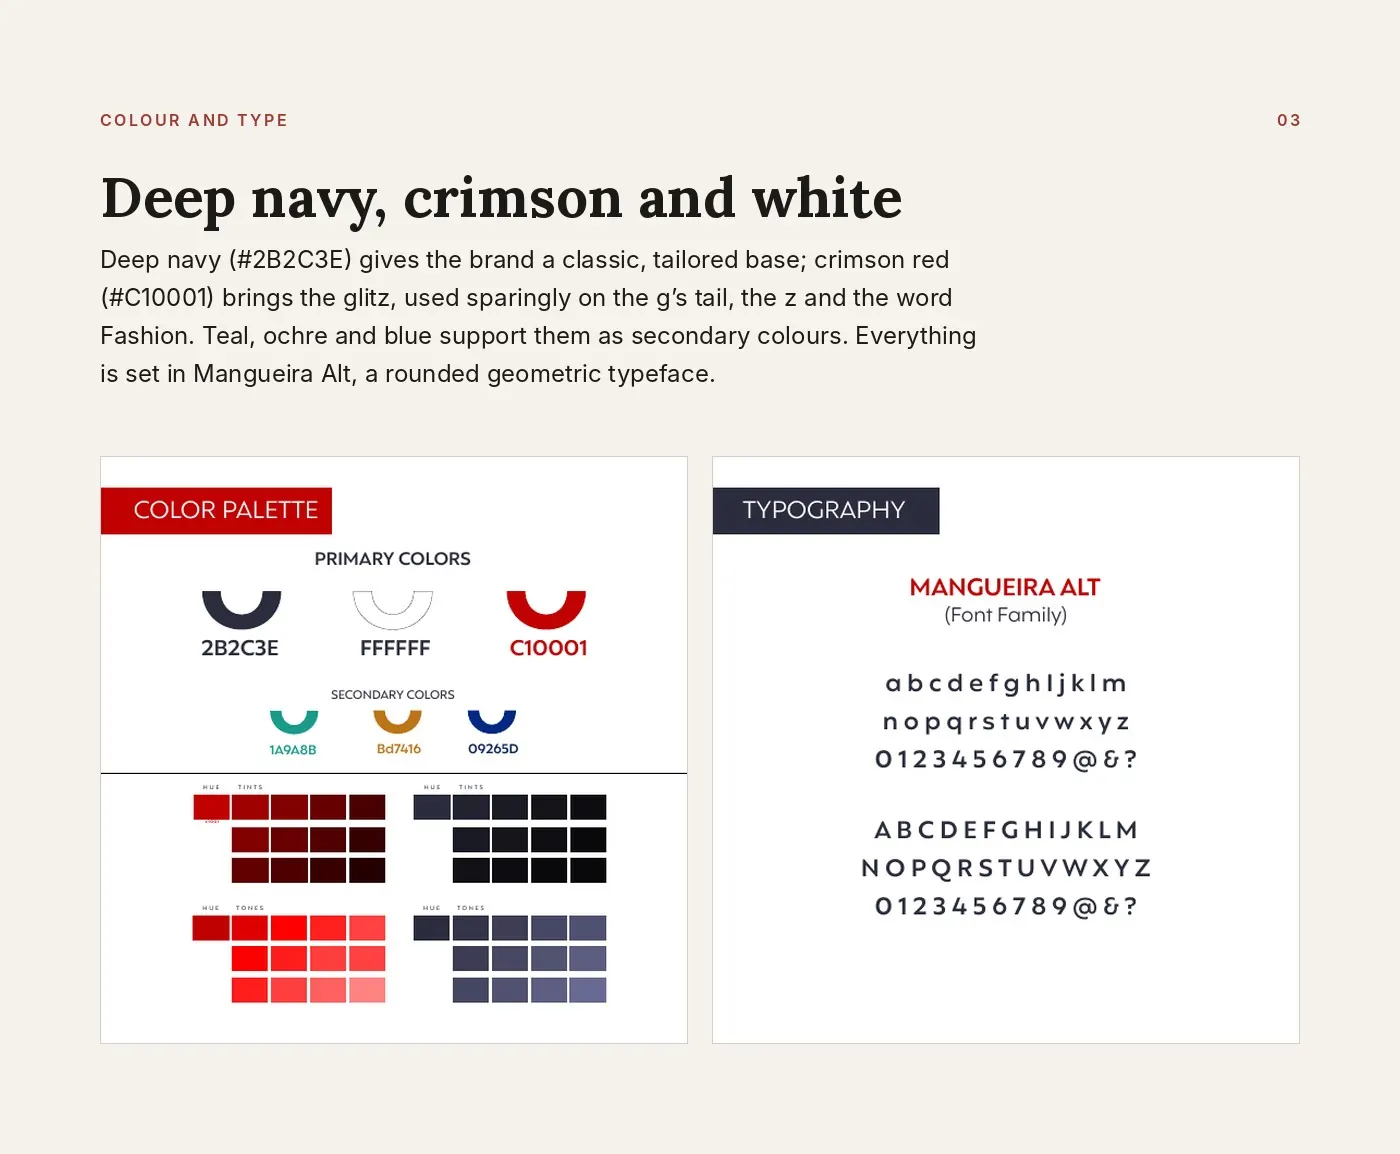 COLOUR AND TYPE
03
Deep navy, crimson and white
Deep navy (#2B2C3E) gives the brand a classic, tailored base; crimson red
(#C10001) brings the glitz, used sparingly on the g’s tail, the z and the word
Fashion. Teal, ochre and blue support them as secondary colours. Everything
is set in Mangueira Alt, a rounded geometric typeface.
COLOR PALETTE
PRIMARY COLORS
2B2C3E FFFFFF C10001
SECONDARY COLORS
1A9A8B Bd7416 09265D
HUE TINTS HUE TINTS
HUE TONES HUE TONES
TYPOGRAPHY
MANGUEIRA ALT
(Font Family)
a b c d e f g h I j k l m
n o p q r s t u v w x y z
0 1 2 3 4 5 6 7 8 9 @ & ?
A B C D E F G H I J K L M
N O P Q R S T U V W X Y Z
0 1 2 3 4 5 6 7 8 9 @ & ?